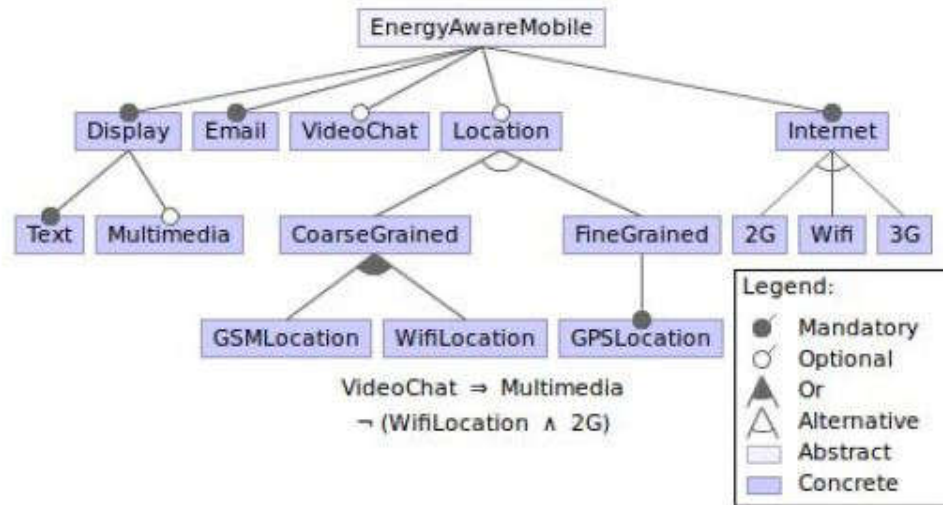 EnergyAwareMobile
Display Email VideoChat Location Internet
Text Multimedia CoarseGrained FineGrained 2G Wifi 3G
GSMLocation WifiLocation GPSLocation
VideoChat ⇒ Multimedia
¬ (WifiLocation ∧ 2G)
Legend:
Mandatory
Optional
Or
Alternative
Abstract
Concrete